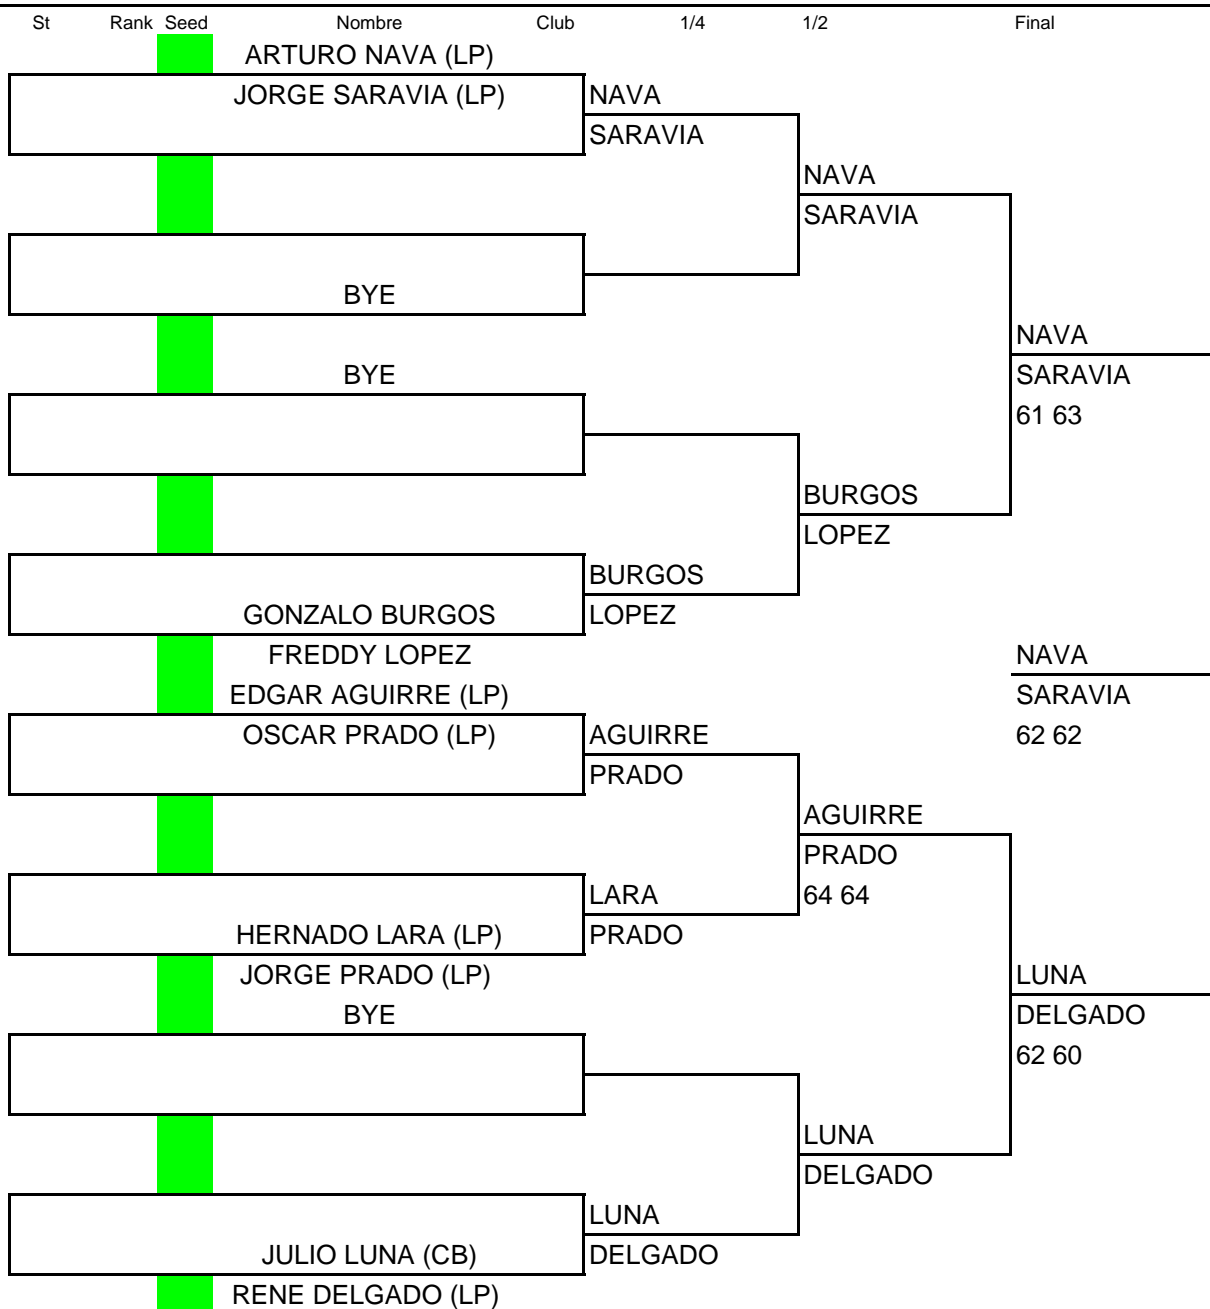 St Rank Seed Nombre Club 1/4 1/2 Final
ARTURO NAVA (LP)
JORGE SARAVIA (LP) NAVA
SARAVIA
NAVA
SARAVIA
BYE
NAVA
BYE SARAVIA
61 63
BURGOS
LOPEZ
BURGOS
GONZALO BURGOS LOPEZ
FREDDY LOPEZ NAVA
EDGAR AGUIRRE (LP) SARAVIA
OSCAR PRADO (LP) AGUIRRE 62 62
PRADO
AGUIRRE
PRADO
LARA 64 64
HERNADO LARA (LP) PRADO
JORGE PRADO (LP) LUNA
BYE DELGADO
62 60
LUNA
DELGADO
LUNA
JULIO LUNA (CB) DELGADO
RENE DELGADO (LP)